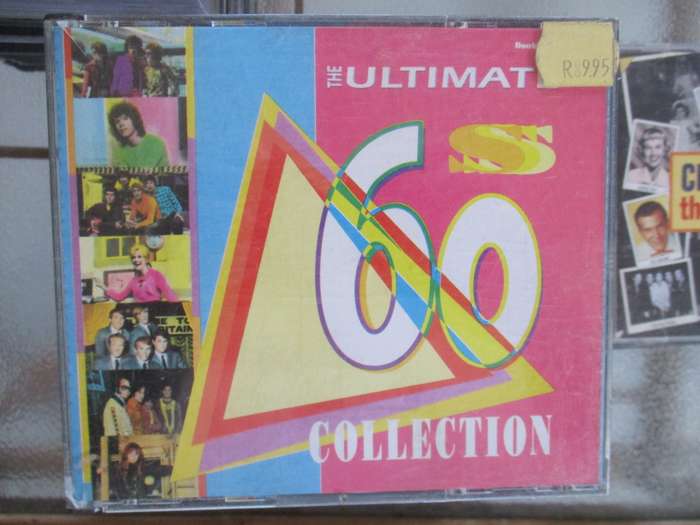 THE
ULTIMAT
R89.95
60
S
COLLECTION